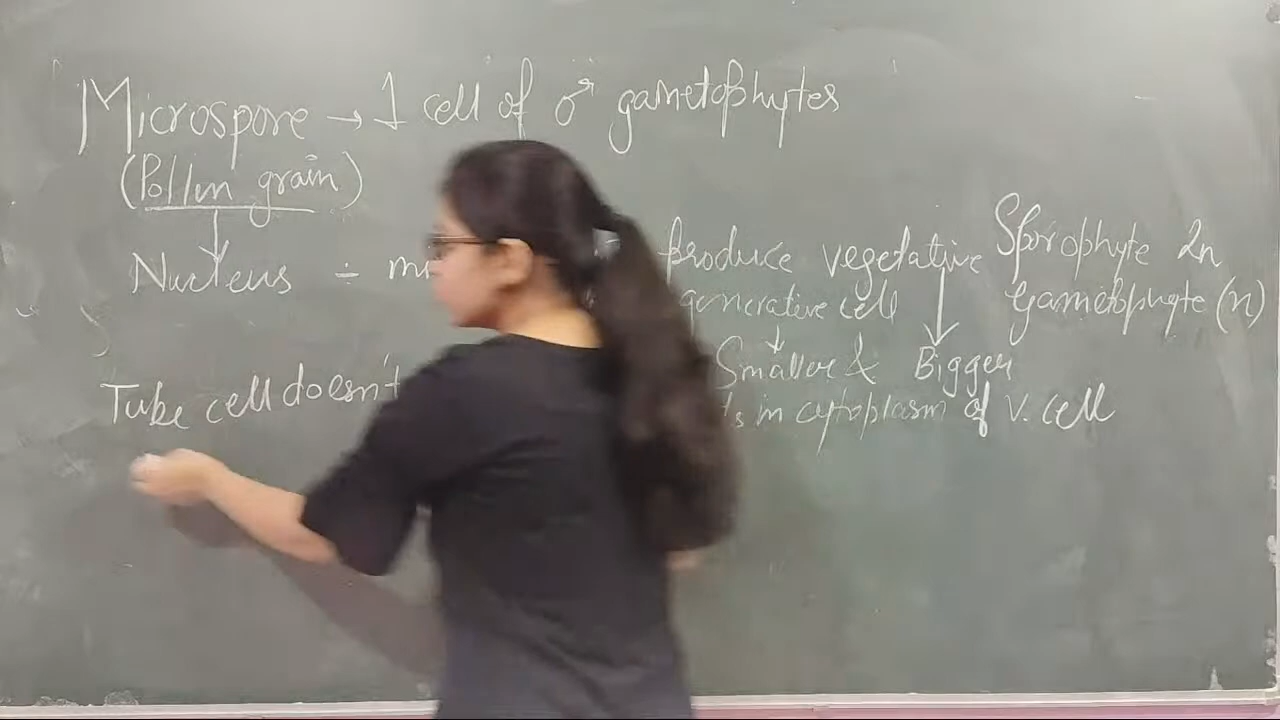 Microspore → 1 cell of ♂ gametophytes
(Pollen grain)
↓
Nucleus ÷ produce vegetative
generative cell
↓ ↓
Smaller & Bigger
in cytoplasm of v. cell
Sporophyte 2n
Gametophyte (n)
Tube cell doesn't